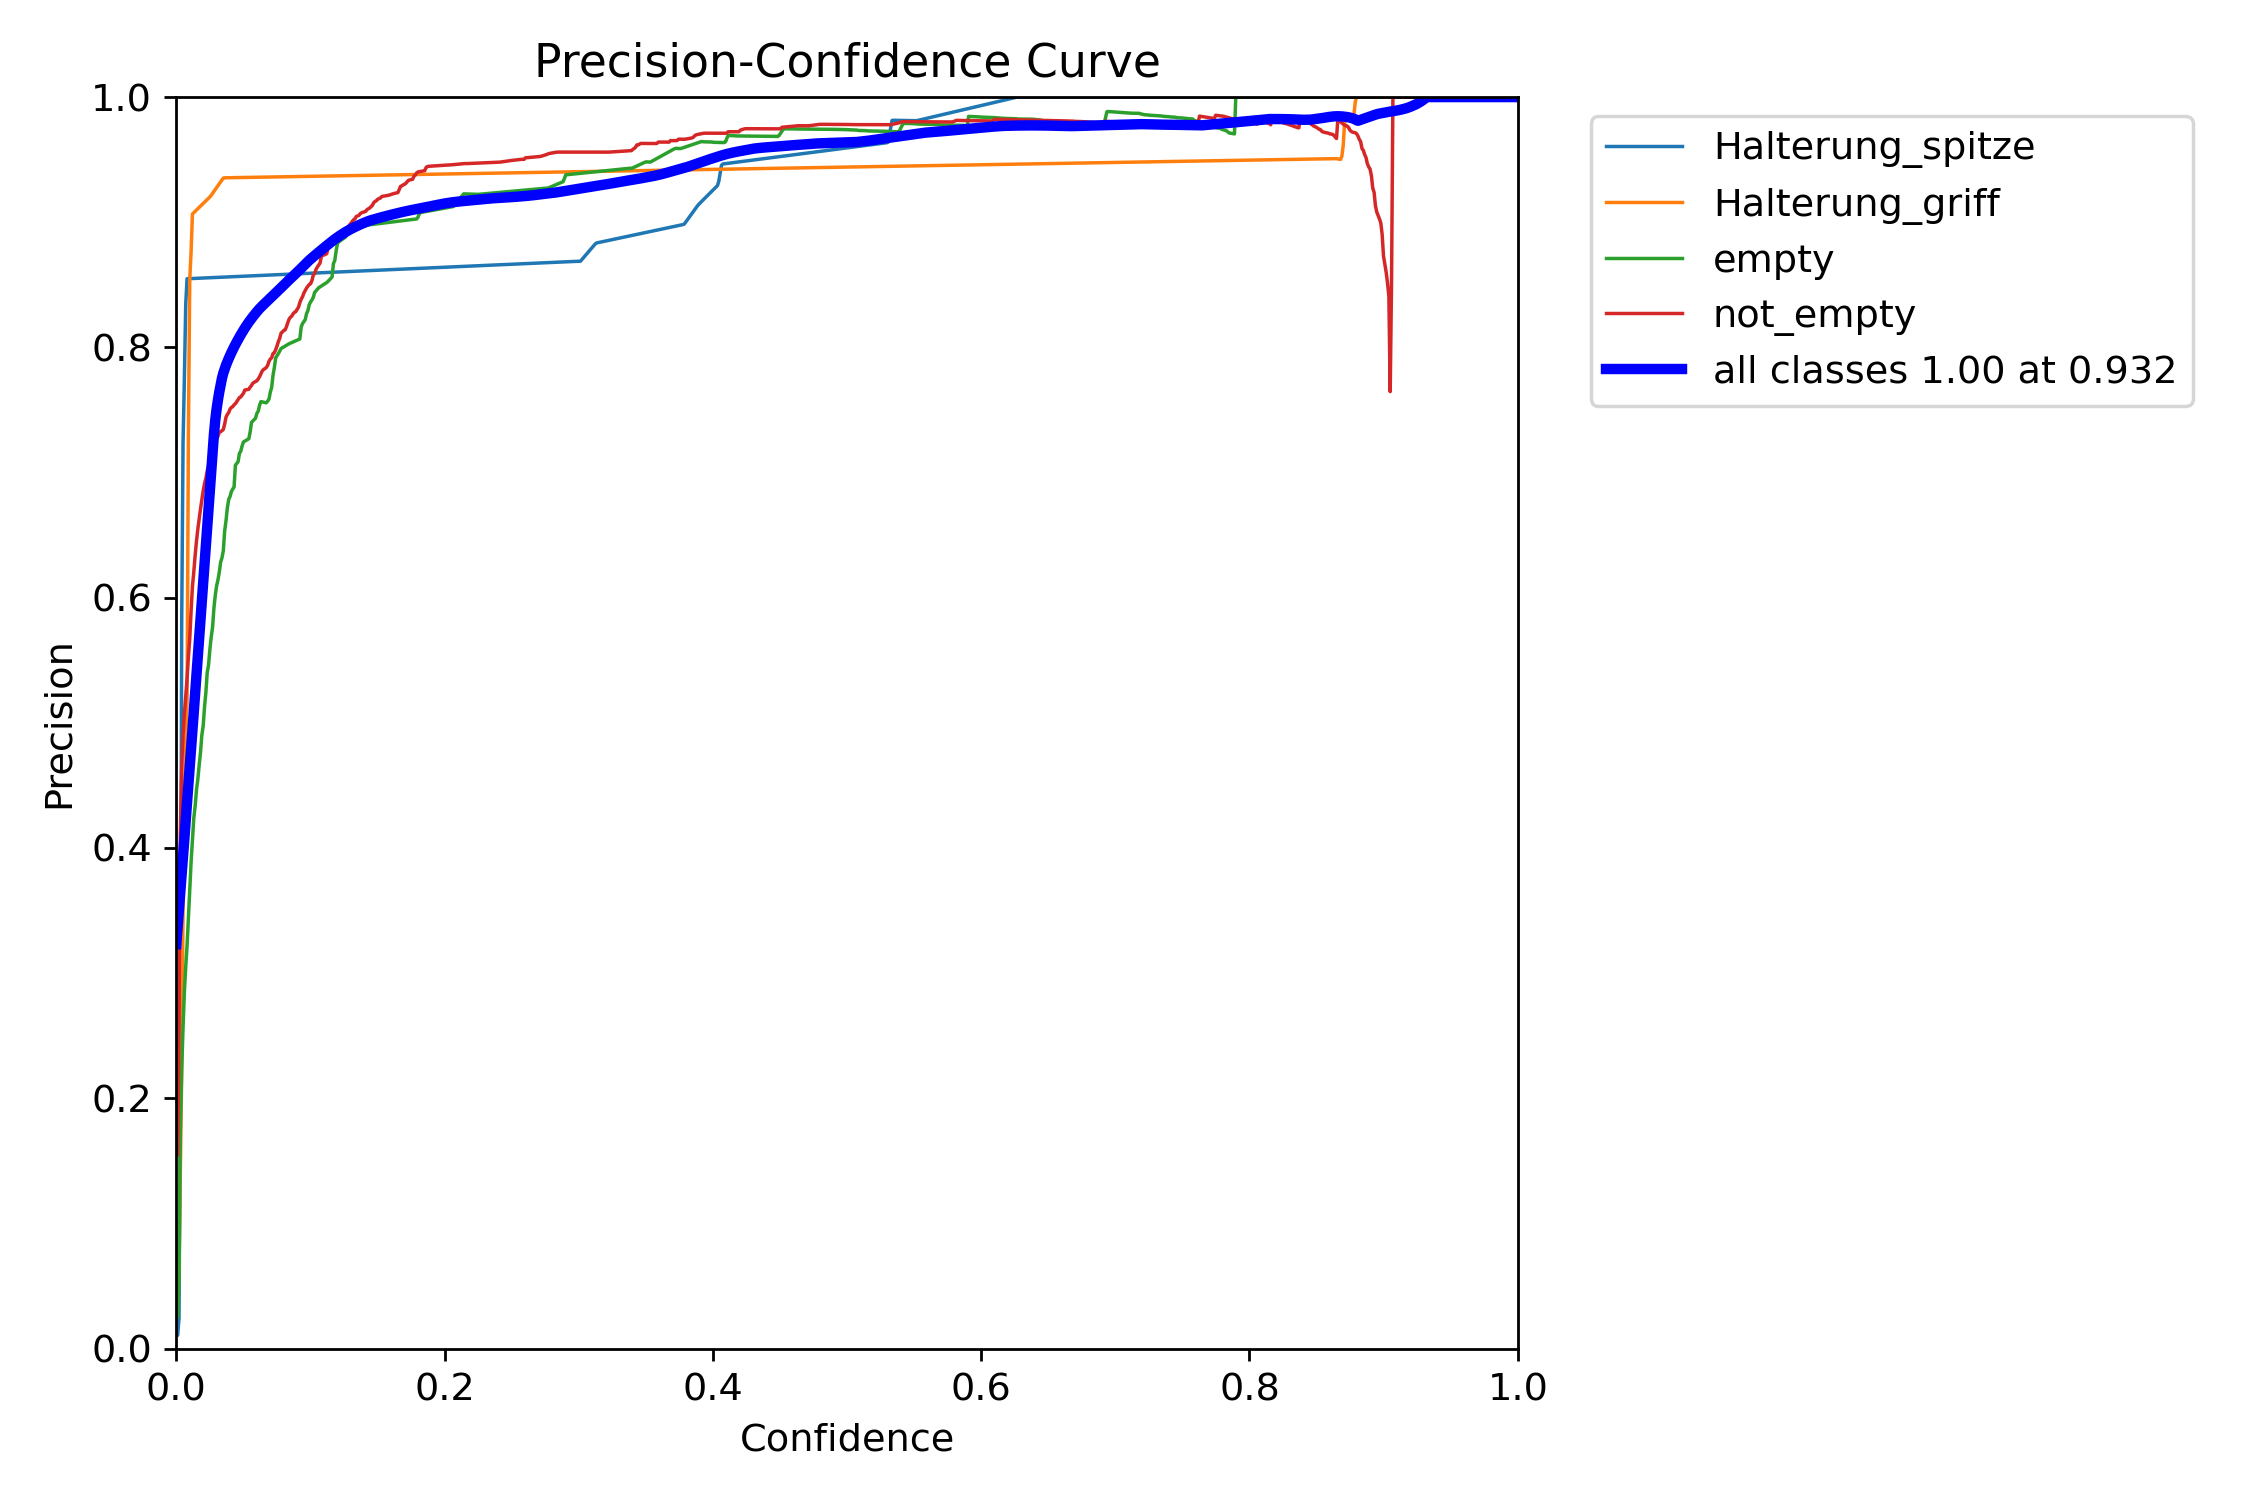 Precision-Confidence Curve
1.0
0.8
0.6
0.4
0.2
0.0
Precision
0.0 0.2 0.4 0.6 0.8 1.0
Confidence
Halterung_spitze
Halterung_griff
empty
not_empty
all classes 1.00 at 0.932